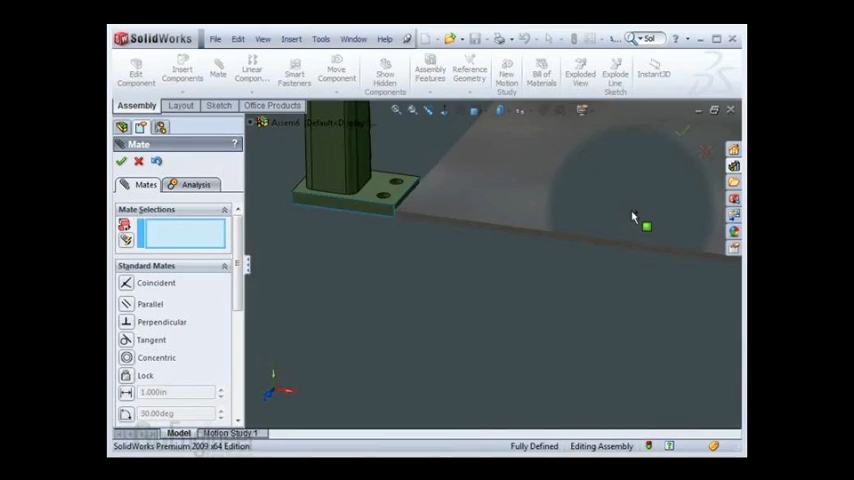 SolidWorks File Edit View Insert Tools Window Help Sol
Edit Component Insert Components Mate Linear Compon... Smart Fasteners Move Component Show Hidden Components Assembly Features Reference Geometry New Motion Study Bill of Materials Exploded View Explode Line Sketch Instant3D
Assembly Layout Sketch Office Products
Mate ?
Mates Analysis
Mate Selections
Standard Mates
Coincident
Parallel
Perpendicular
Tangent
Concentric
Lock
1.000in
30.00deg
Model Motion Study 1
SolidWorks Premium 2009 x64 Edition Fully Defined Editing Assembly